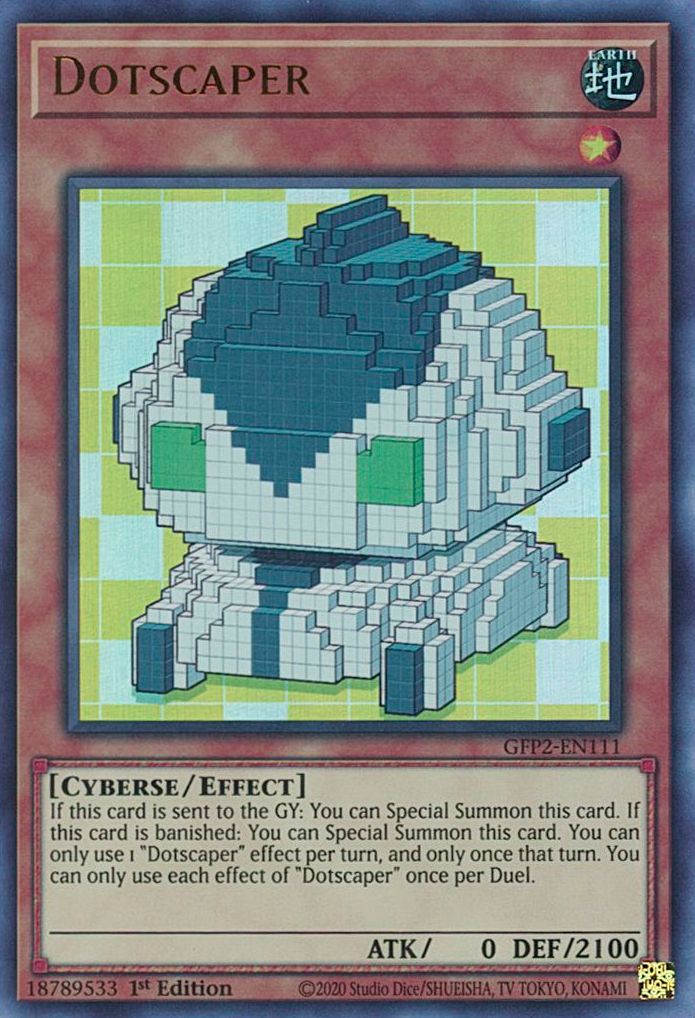 DOTSCAPER
EARTH
地
GFP2-EN111
[CYBERSE/EFFECT]
If this card is sent to the GY: You can Special Summon this card. If
this card is banished: You can Special Summon this card. You can
only use 1 "Dotscaper" effect per turn, and only once that turn. You
can only use each effect of "Dotscaper" once per Duel.
ATK/ 0 DEF/2100
18789533 1st Edition ©2020 Studio Dice/SHUEISHA, TV TOKYO, KONAMI